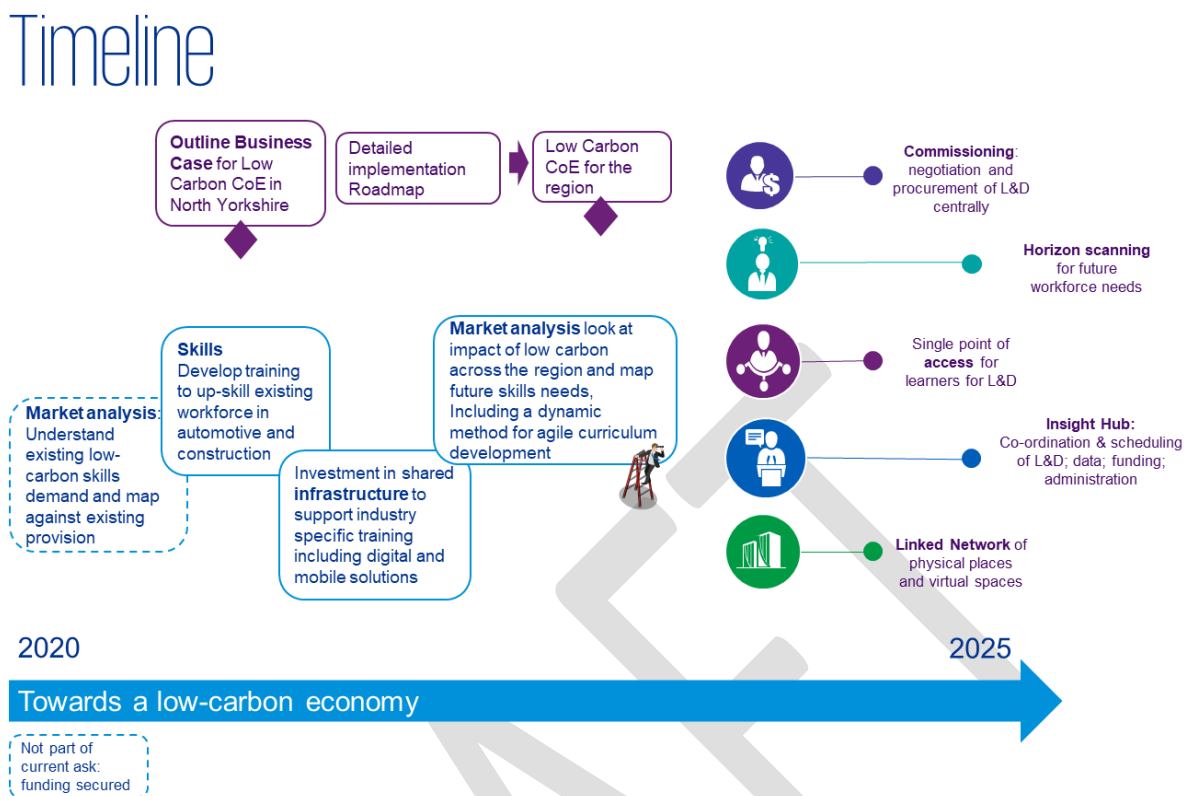 Timeline
Outline Business
Case for Low
Carbon CoE in
North Yorkshire
Detailed
implementation
Roadmap
Low Carbon
CoE for the
region
Commissioning:
negotiation and
procurement of L&D
centrally
Horizon scanning
for future
workforce needs
Single point of
access for
learners for L&D
Insight Hub:
Co-ordination & scheduling
of L&D; data; funding;
administration
Linked Network of
physical places
and virtual spaces
Market analysis:
Understand
existing low-
carbon skills
demand and map
against existing
provision
Skills
Develop training
to up-skill existing
workforce in
automotive and
construction
Investment in shared
infrastructure to
support industry
specific training
including digital and
mobile solutions
Market analysis look at
impact of low carbon
across the region and map
future skills needs,
Including a dynamic
method for agile curriculum
development
2020
2025
Towards a low-carbon economy
Not part of
current ask:
funding secured